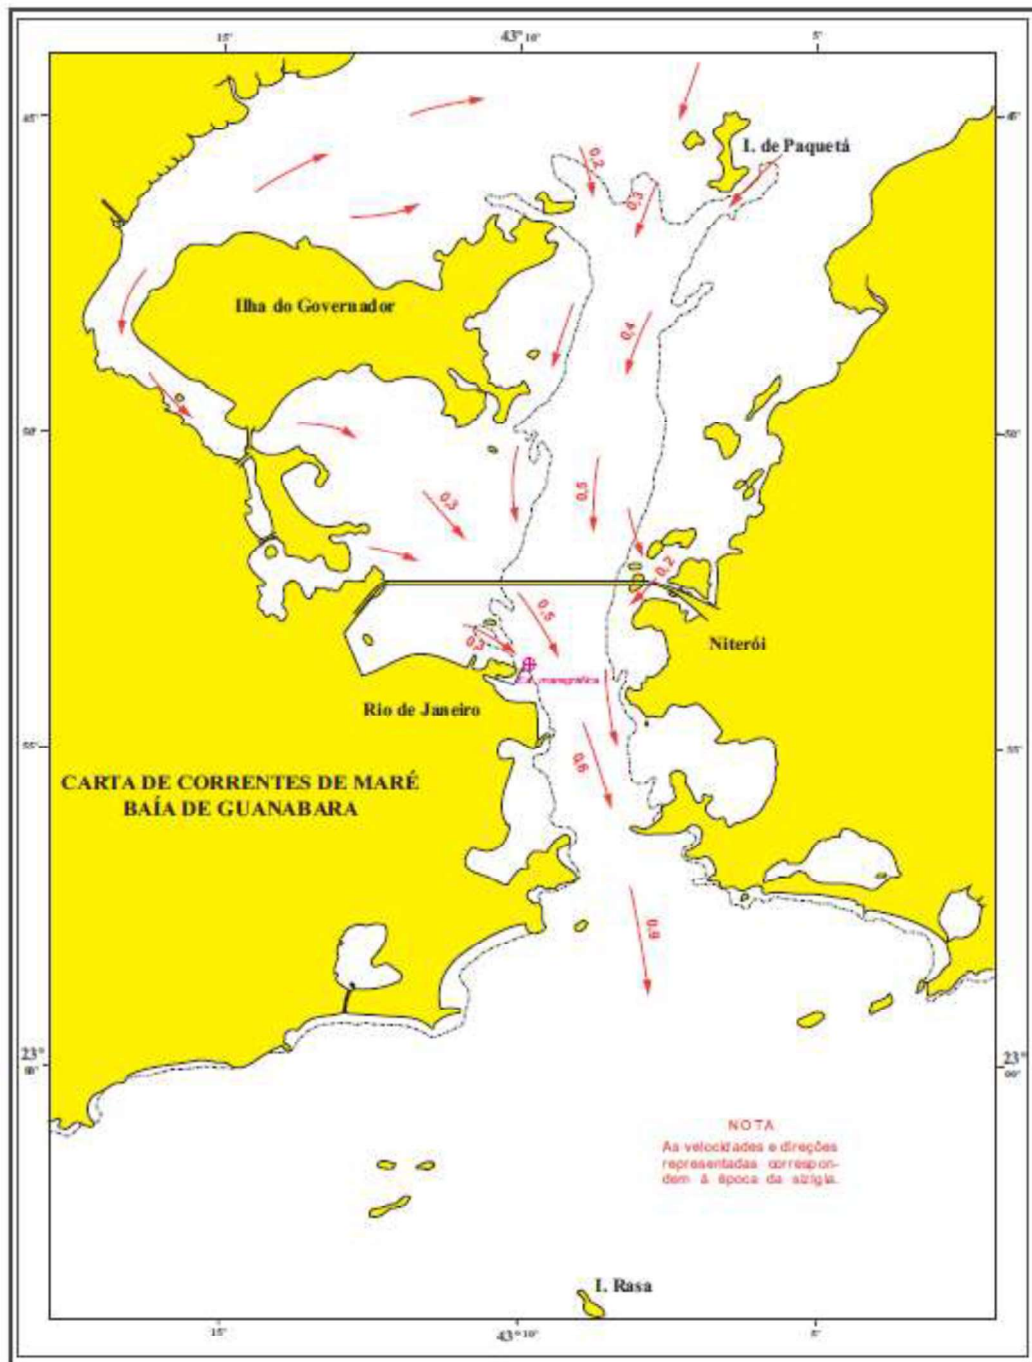 15'
43° 10'
5'
45'
45'
I. de Paquetá
0,2
0,3
Ilha do Governador
0,4
50'
50'
0,3
0,5
0,2
0,5
0,3
Niterói
Est. maregráfica
Rio de Janeiro
55'
55'
0,6
CARTA DE CORRENTES DE MARÉ
BAÍA DE GUANABARA
23°
00'
23°
00'
NOTA
As velocidades e direções
representadas correspon-
dem à época da sizígia.
I. Rasa
15'
43° 10'
5'